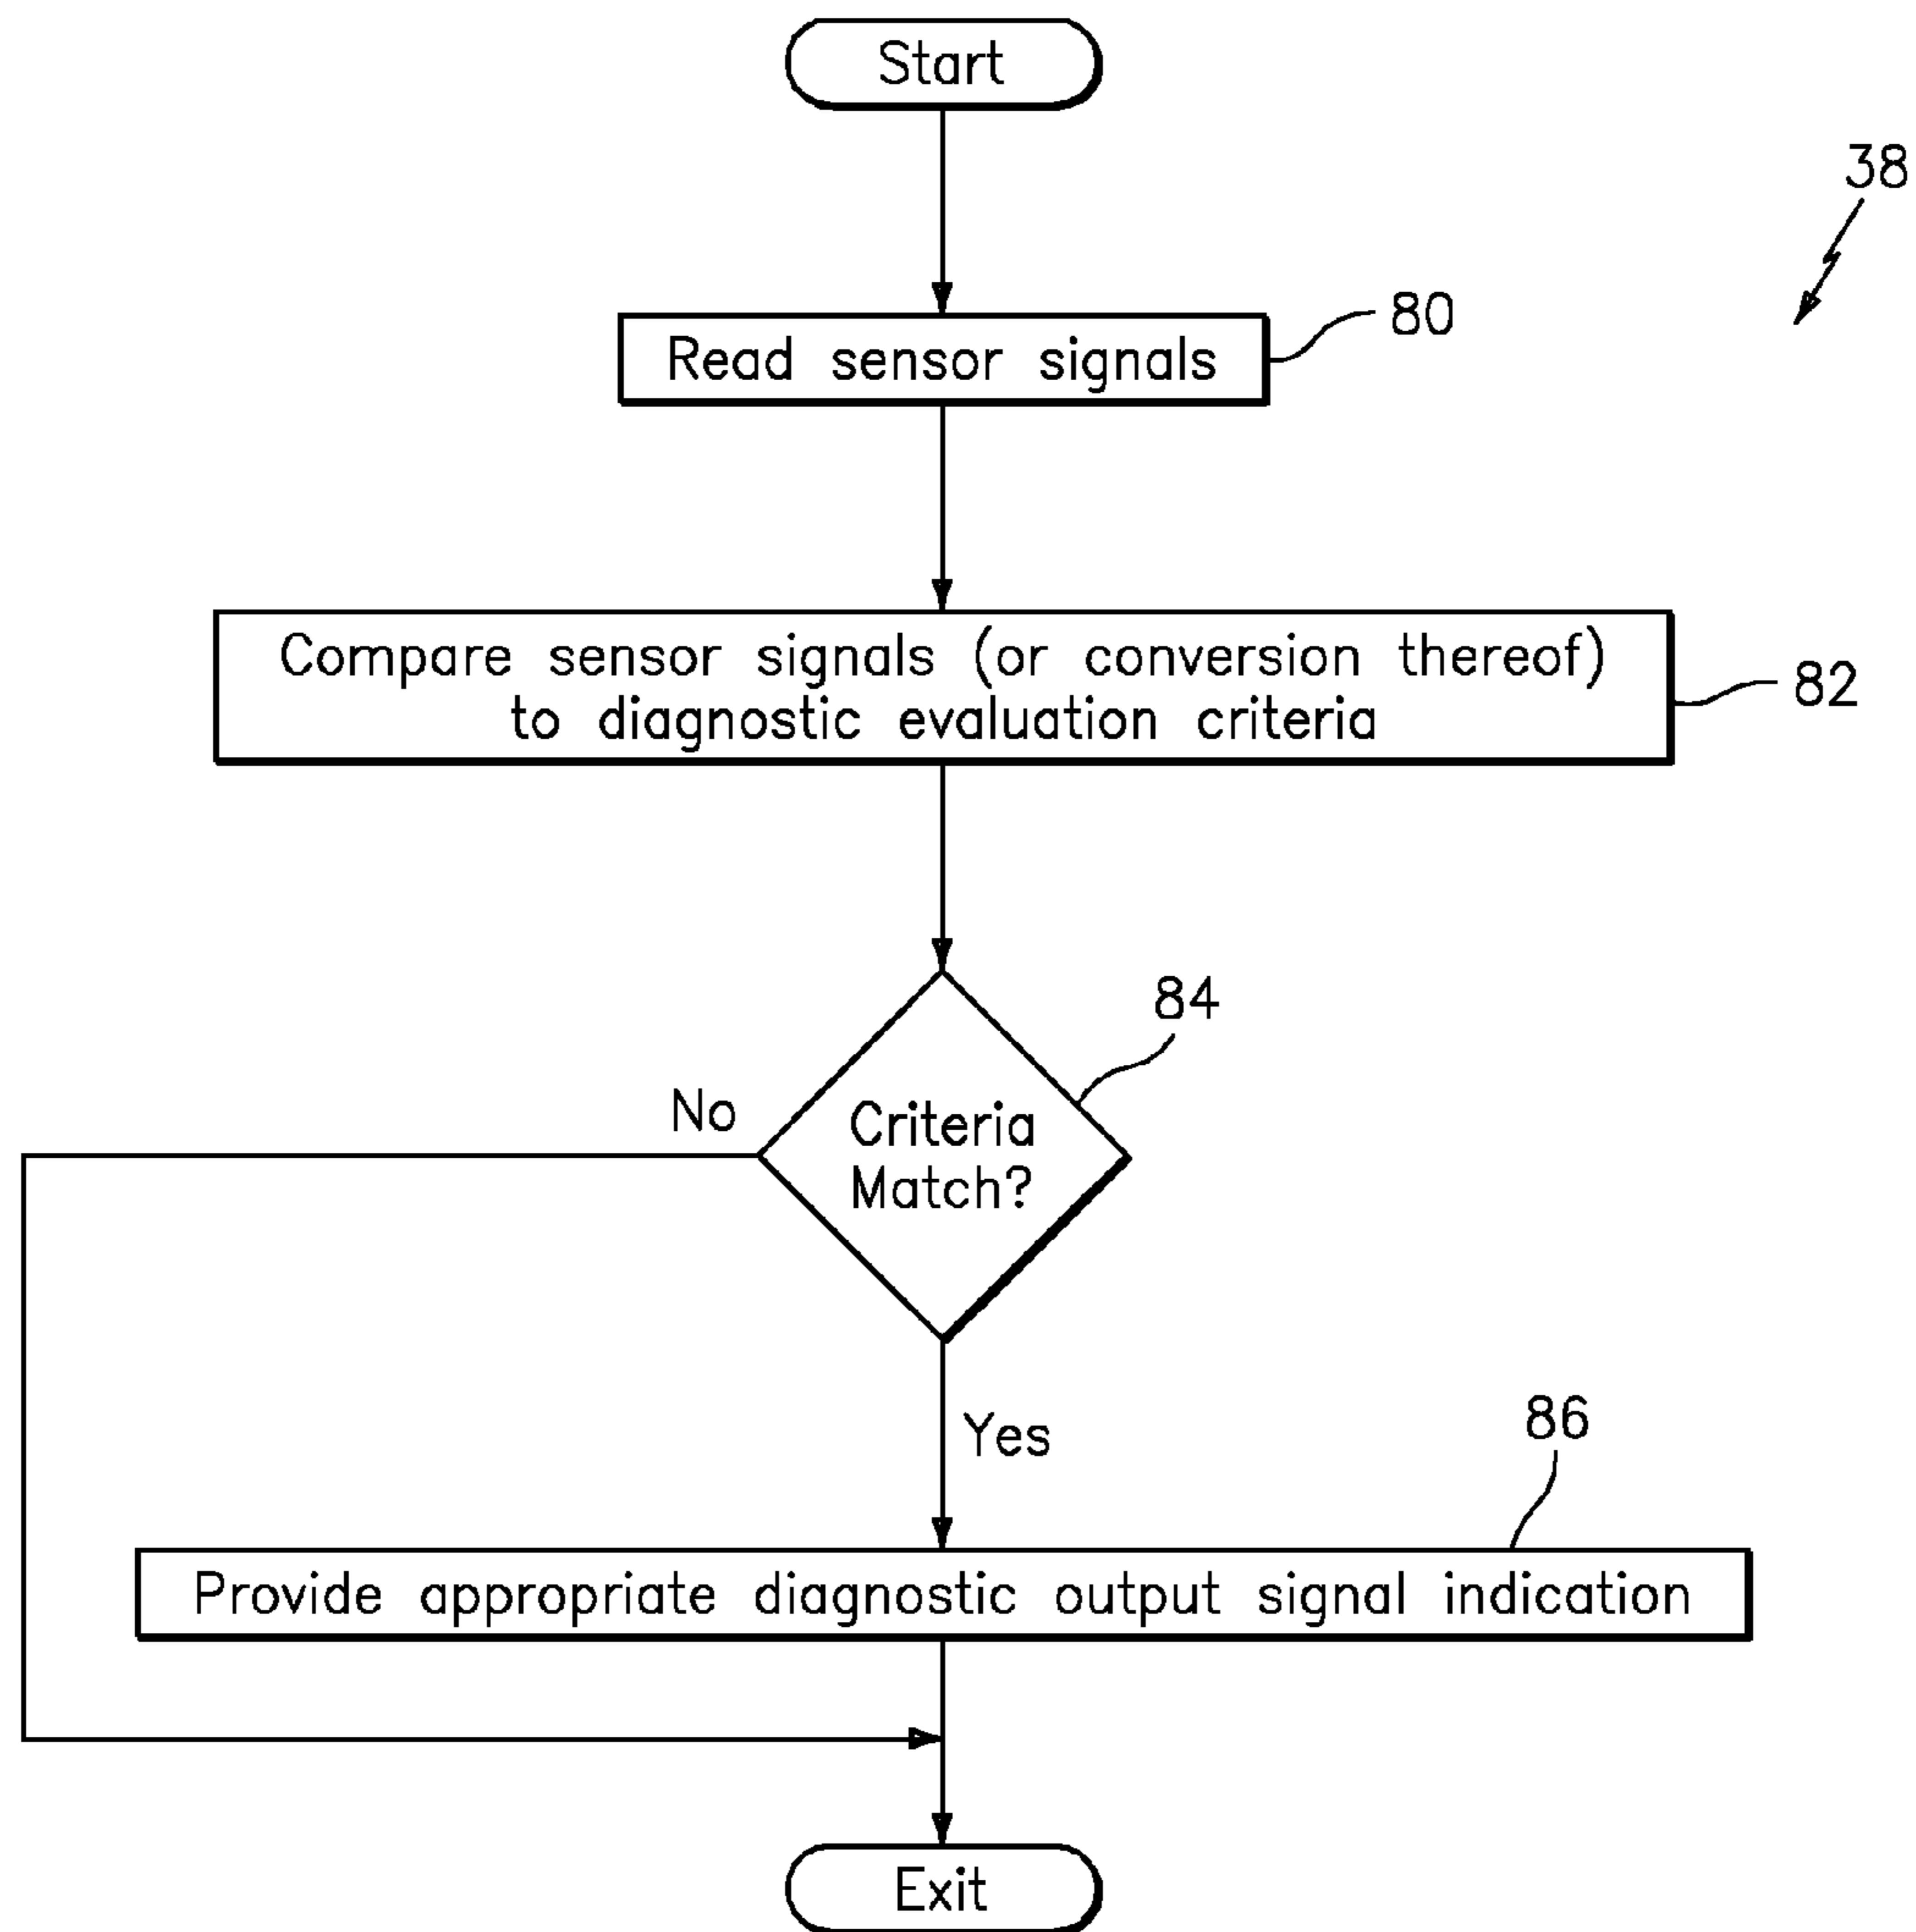 Start
38
80
Read sensor signals
Compare sensor signals (or conversion thereof)
to diagnostic evaluation criteria
82
84
No
Criteria
Match?
Yes
86
Provide appropriate diagnostic output signal indication
Exit